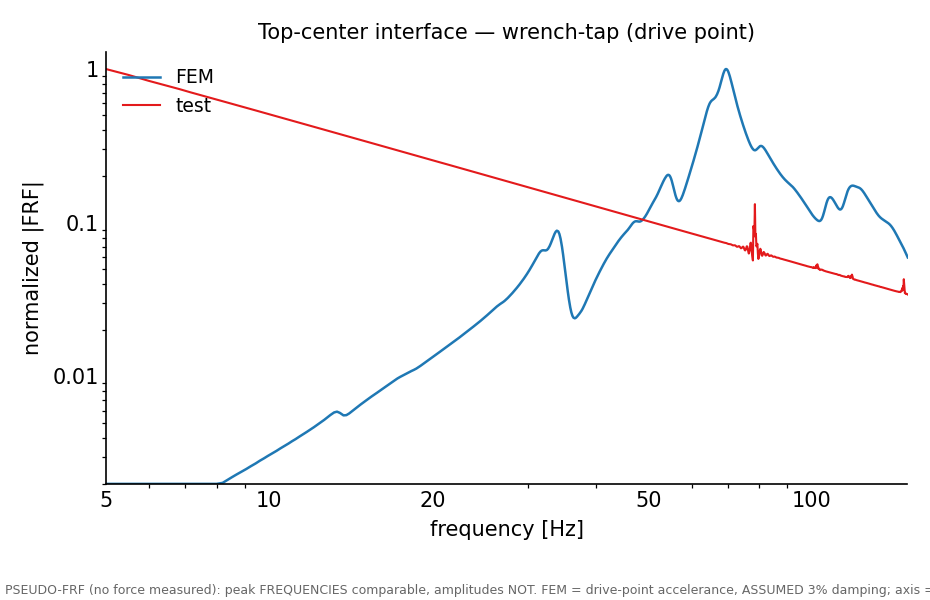 Top-center interface — wrench-tap (drive point)
FEM
test
normalized |FRF|
1
0.1
0.01
5
10
20
50
100
frequency [Hz]
PSEUDO-FRF (no force measured): peak FREQUENCIES comparable, amplitudes NOT. FEM = drive-point accelerance, ASSUMED 3% damping; axis =